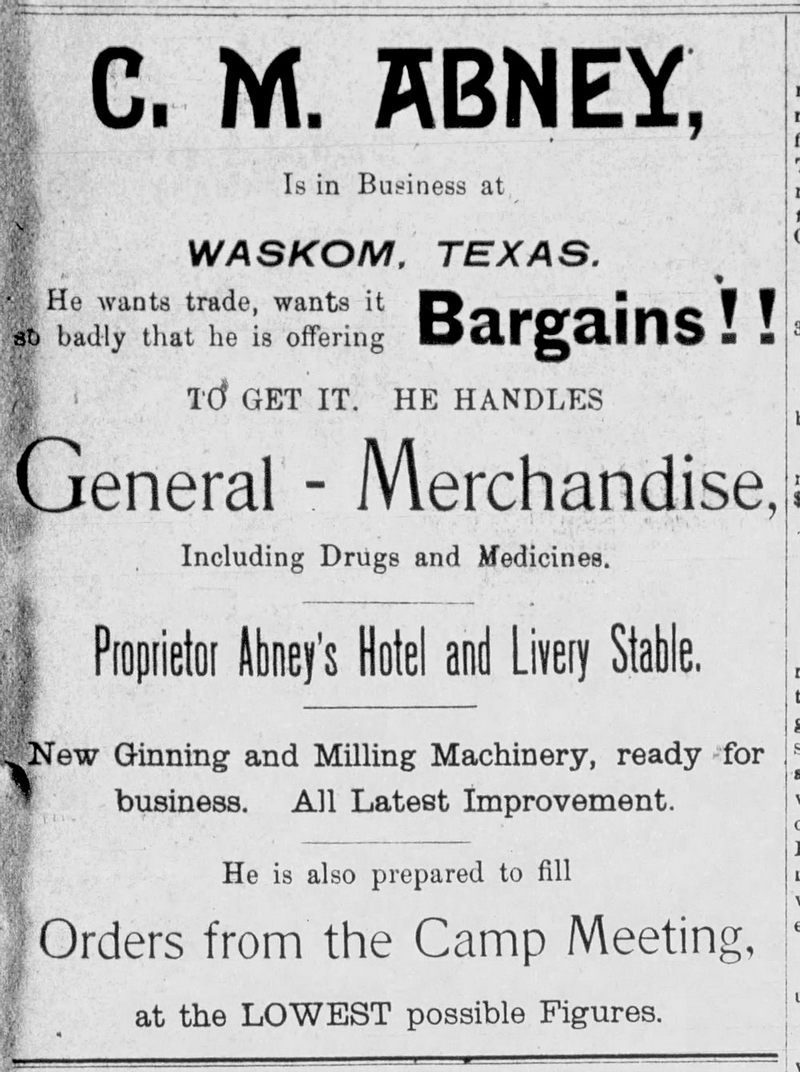 C. M. ABNEY,
Is in Business at
WASKOM, TEXAS.
He wants trade, wants it
so badly that he is offering
Bargains!!
TO GET IT. HE HANDLES
General - Merchandise,
Including Drugs and Medicines.
Proprietor Abney's Hotel and Livery Stable.
New Ginning and Milling Machinery, ready for
business. All Latest Improvement.
He is also prepared to fill
Orders from the Camp Meeting,
at the LOWEST possible Figures.